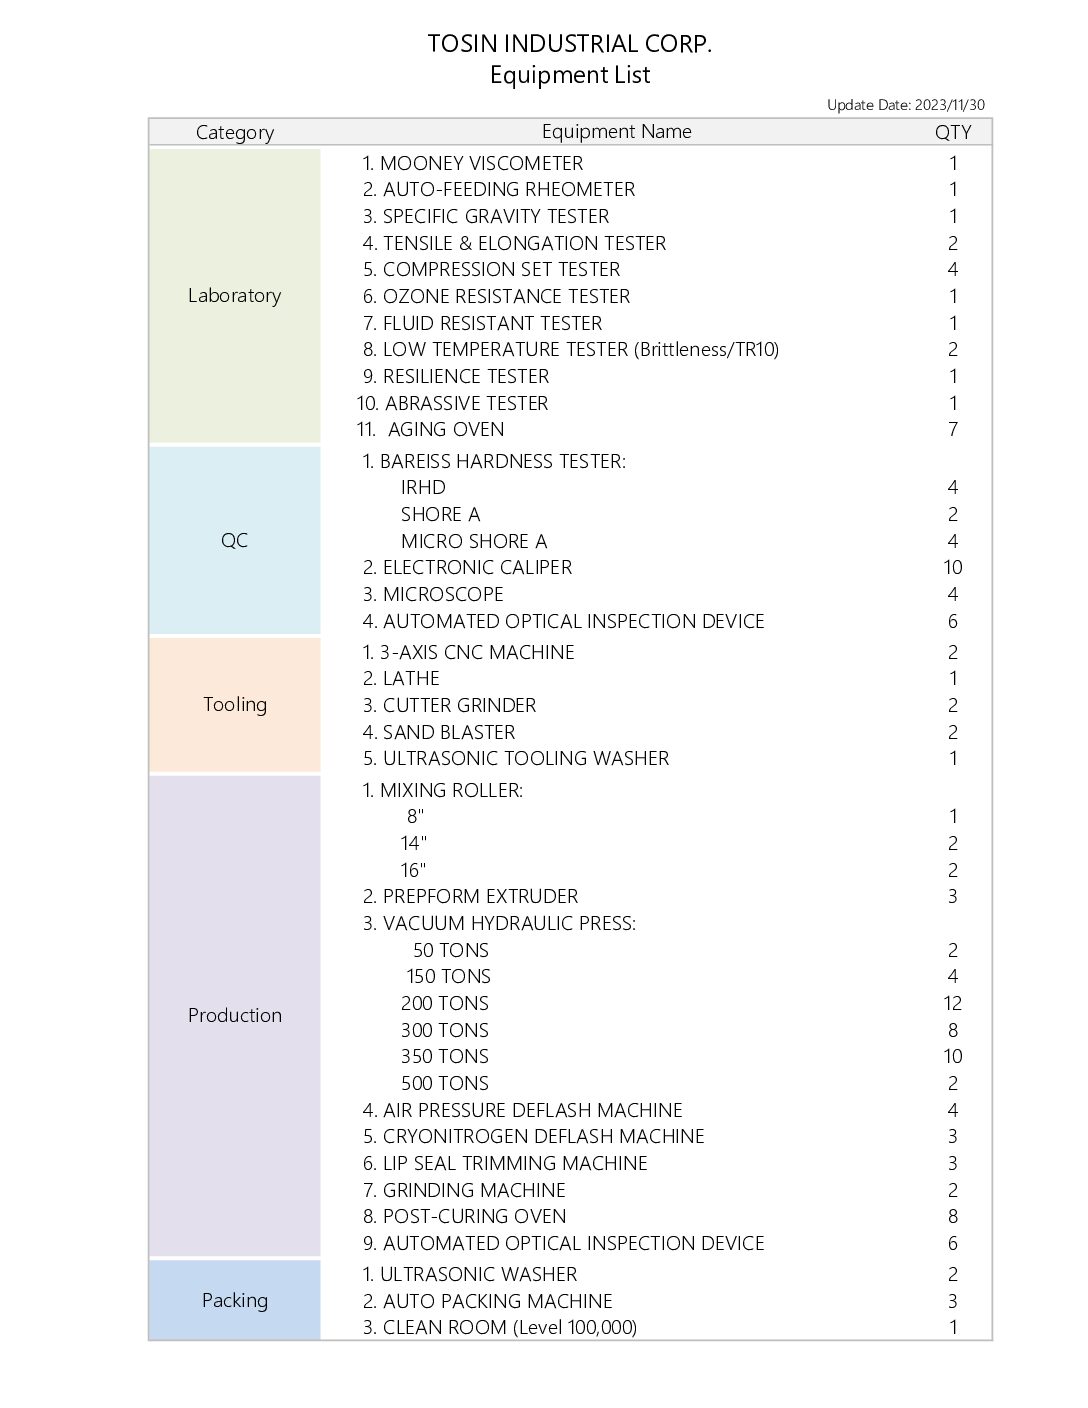 TOSIN INDUSTRIAL CORP.
Equipment List
Update Date: 2023/11/30
Category Equipment Name QTY
Laboratory
1. MOONEY VISCOMETER 1
2. AUTO-FEEDING RHEOMETER 1
3. SPECIFIC GRAVITY TESTER 1
4. TENSILE & ELONGATION TESTER 2
5. COMPRESSION SET TESTER 4
6. OZONE RESISTANCE TESTER 1
7. FLUID RESISTANT TESTER 1
8. LOW TEMPERATURE TESTER (Brittleness/TR10) 2
9. RESILIENCE TESTER 1
10. ABRASSIVE TESTER 1
11. AGING OVEN 7
QC
1. BAREISS HARDNESS TESTER:
IRHD 4
SHORE A 2
MICRO SHORE A 4
2. ELECTRONIC CALIPER 10
3. MICROSCOPE 4
4. AUTOMATED OPTICAL INSPECTION DEVICE 6
Tooling
1. 3-AXIS CNC MACHINE 2
2. LATHE 1
3. CUTTER GRINDER 2
4. SAND BLASTER 2
5. ULTRASONIC TOOLING WASHER 1
Production
1. MIXING ROLLER:
8" 1
14" 2
16" 2
2. PREPFORM EXTRUDER 3
3. VACUUM HYDRAULIC PRESS:
50 TONS 2
150 TONS 4
200 TONS 12
300 TONS 8
350 TONS 10
500 TONS 2
4. AIR PRESSURE DEFLASH MACHINE 4
5. CRYONITROGEN DEFLASH MACHINE 3
6. LIP SEAL TRIMMING MACHINE 3
7. GRINDING MACHINE 2
8. POST-CURING OVEN 8
9. AUTOMATED OPTICAL INSPECTION DEVICE 6
Packing
1. ULTRASONIC WASHER 2
2. AUTO PACKING MACHINE 3
3. CLEAN ROOM (Level 100,000) 1